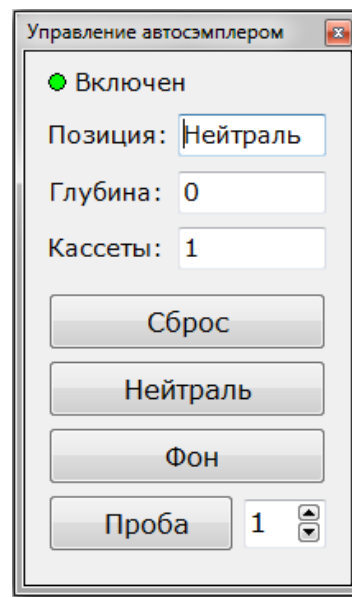 Управление автосэмплером
Включен
Позиция: Нейтраль
Глубина: 0
Кассеты: 1
Сброс
Нейтраль
Фон
Проба 1